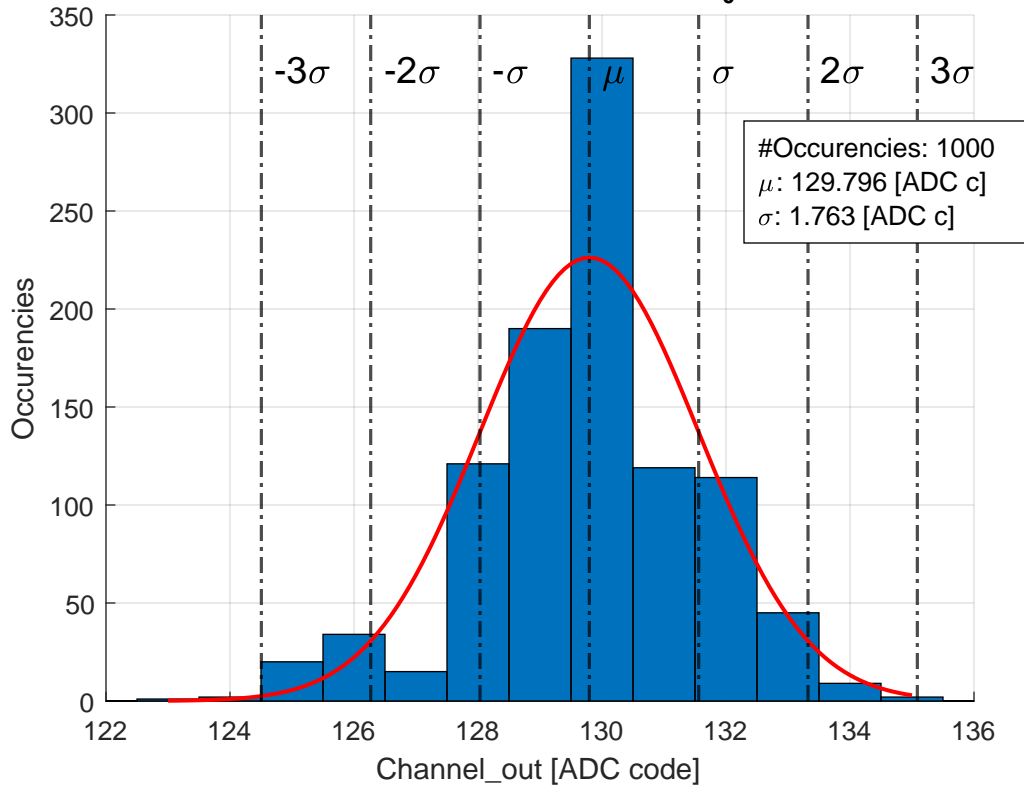 350
300
250
200
150
100
50
0
Occurencies
-3σ -2σ -σ μ σ 2σ 3σ
#Occurencies: 1000
μ: 129.796 [ADC c]
σ: 1.763 [ADC c]
122 124 126 128 130 132 134 136
Channel_out [ADC code]